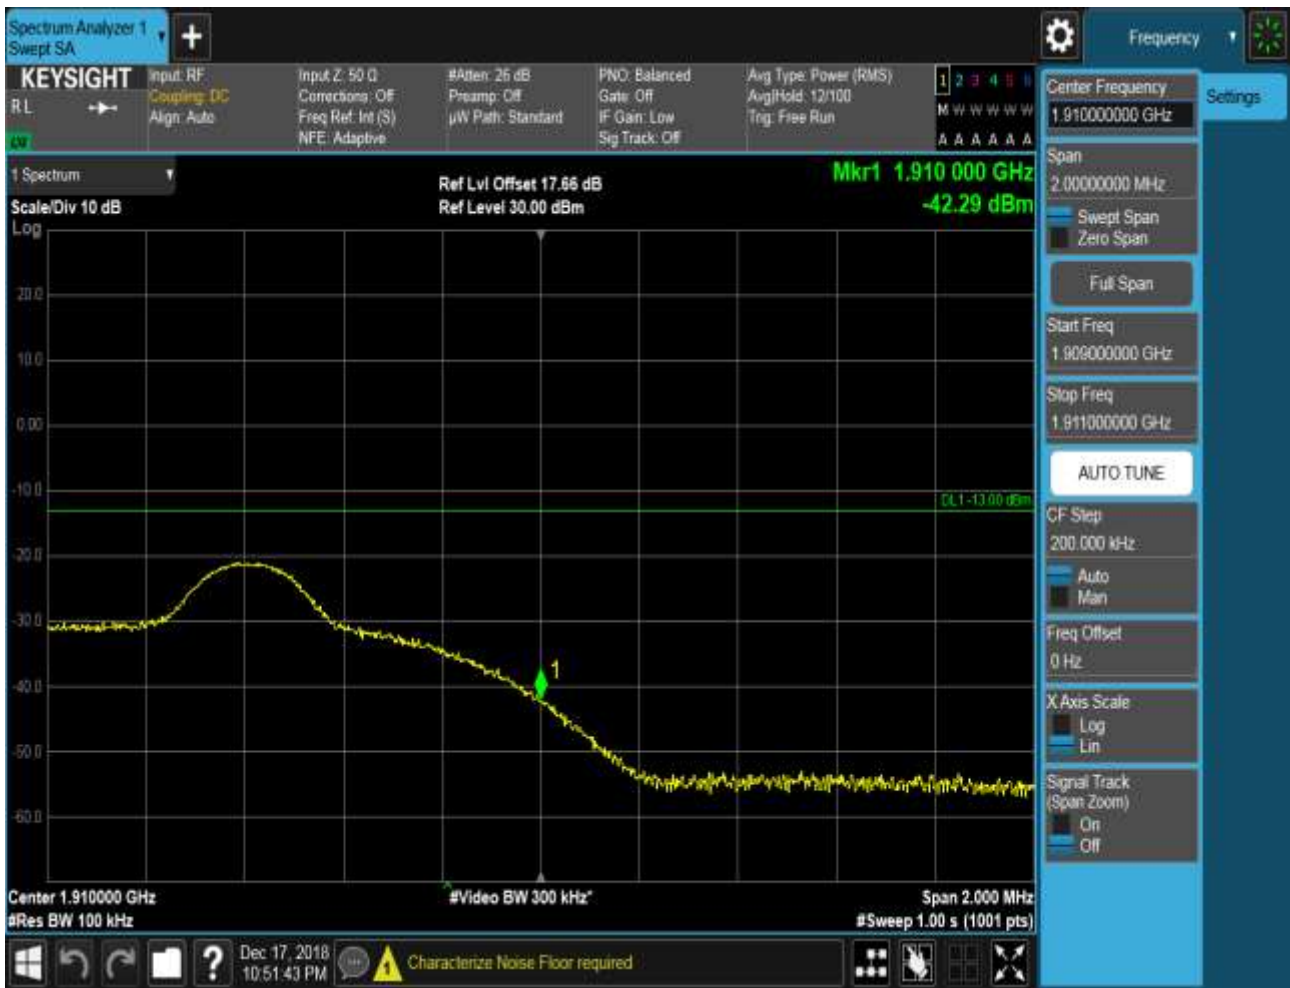 Spectrum Analyzer 1
Swept SA
Frequency
KEYSIGHT
R L
Input: RF
Coupling: DC
Align: Auto
Input Z: 50 Ω
Corrections: Off
Freq Ref: Int (S)
NFE: Adaptive
#Atten: 26 dB
Preamp: Off
µW Path: Standard
PNO: Balanced
Gate: Off
IF Gain: Low
Sig Track: Off
Avg Type: Power (RMS)
Avg|Hold: 12/100
Trig: Free Run
1 2 3 4 5 6
M W W W W W
A A A A A A
1 Spectrum
Scale/Div 10 dB
Log
Ref Lvl Offset 17.66 dB
Ref Level 30.00 dBm
Mkr1 1.910 000 GHz
-42.29 dBm
20.0
10.0
0.00
-10.0
-20.0
-30.0
-40.0
-50.0
-60.0
DL1 -13.00 dBm
1
Center 1.910000 GHz
#Res BW 100 kHz
#Video BW 300 kHz*
Span 2.000 MHz
#Sweep 1.00 s (1001 pts)
Center Frequency
1.910000000 GHz
Settings
Span
2.00000000 MHz
Swept Span
Zero Span
Full Span
Start Freq
1.909000000 GHz
Stop Freq
1.911000000 GHz
AUTO TUNE
CF Step
200.000 kHz
Auto
Man
Freq Offset
0 Hz
X Axis Scale
Log
Lin
Signal Track
(Span Zoom)
On
Off
?
Dec 17, 2018
10:51:43 PM
1
Characterize Noise Floor required